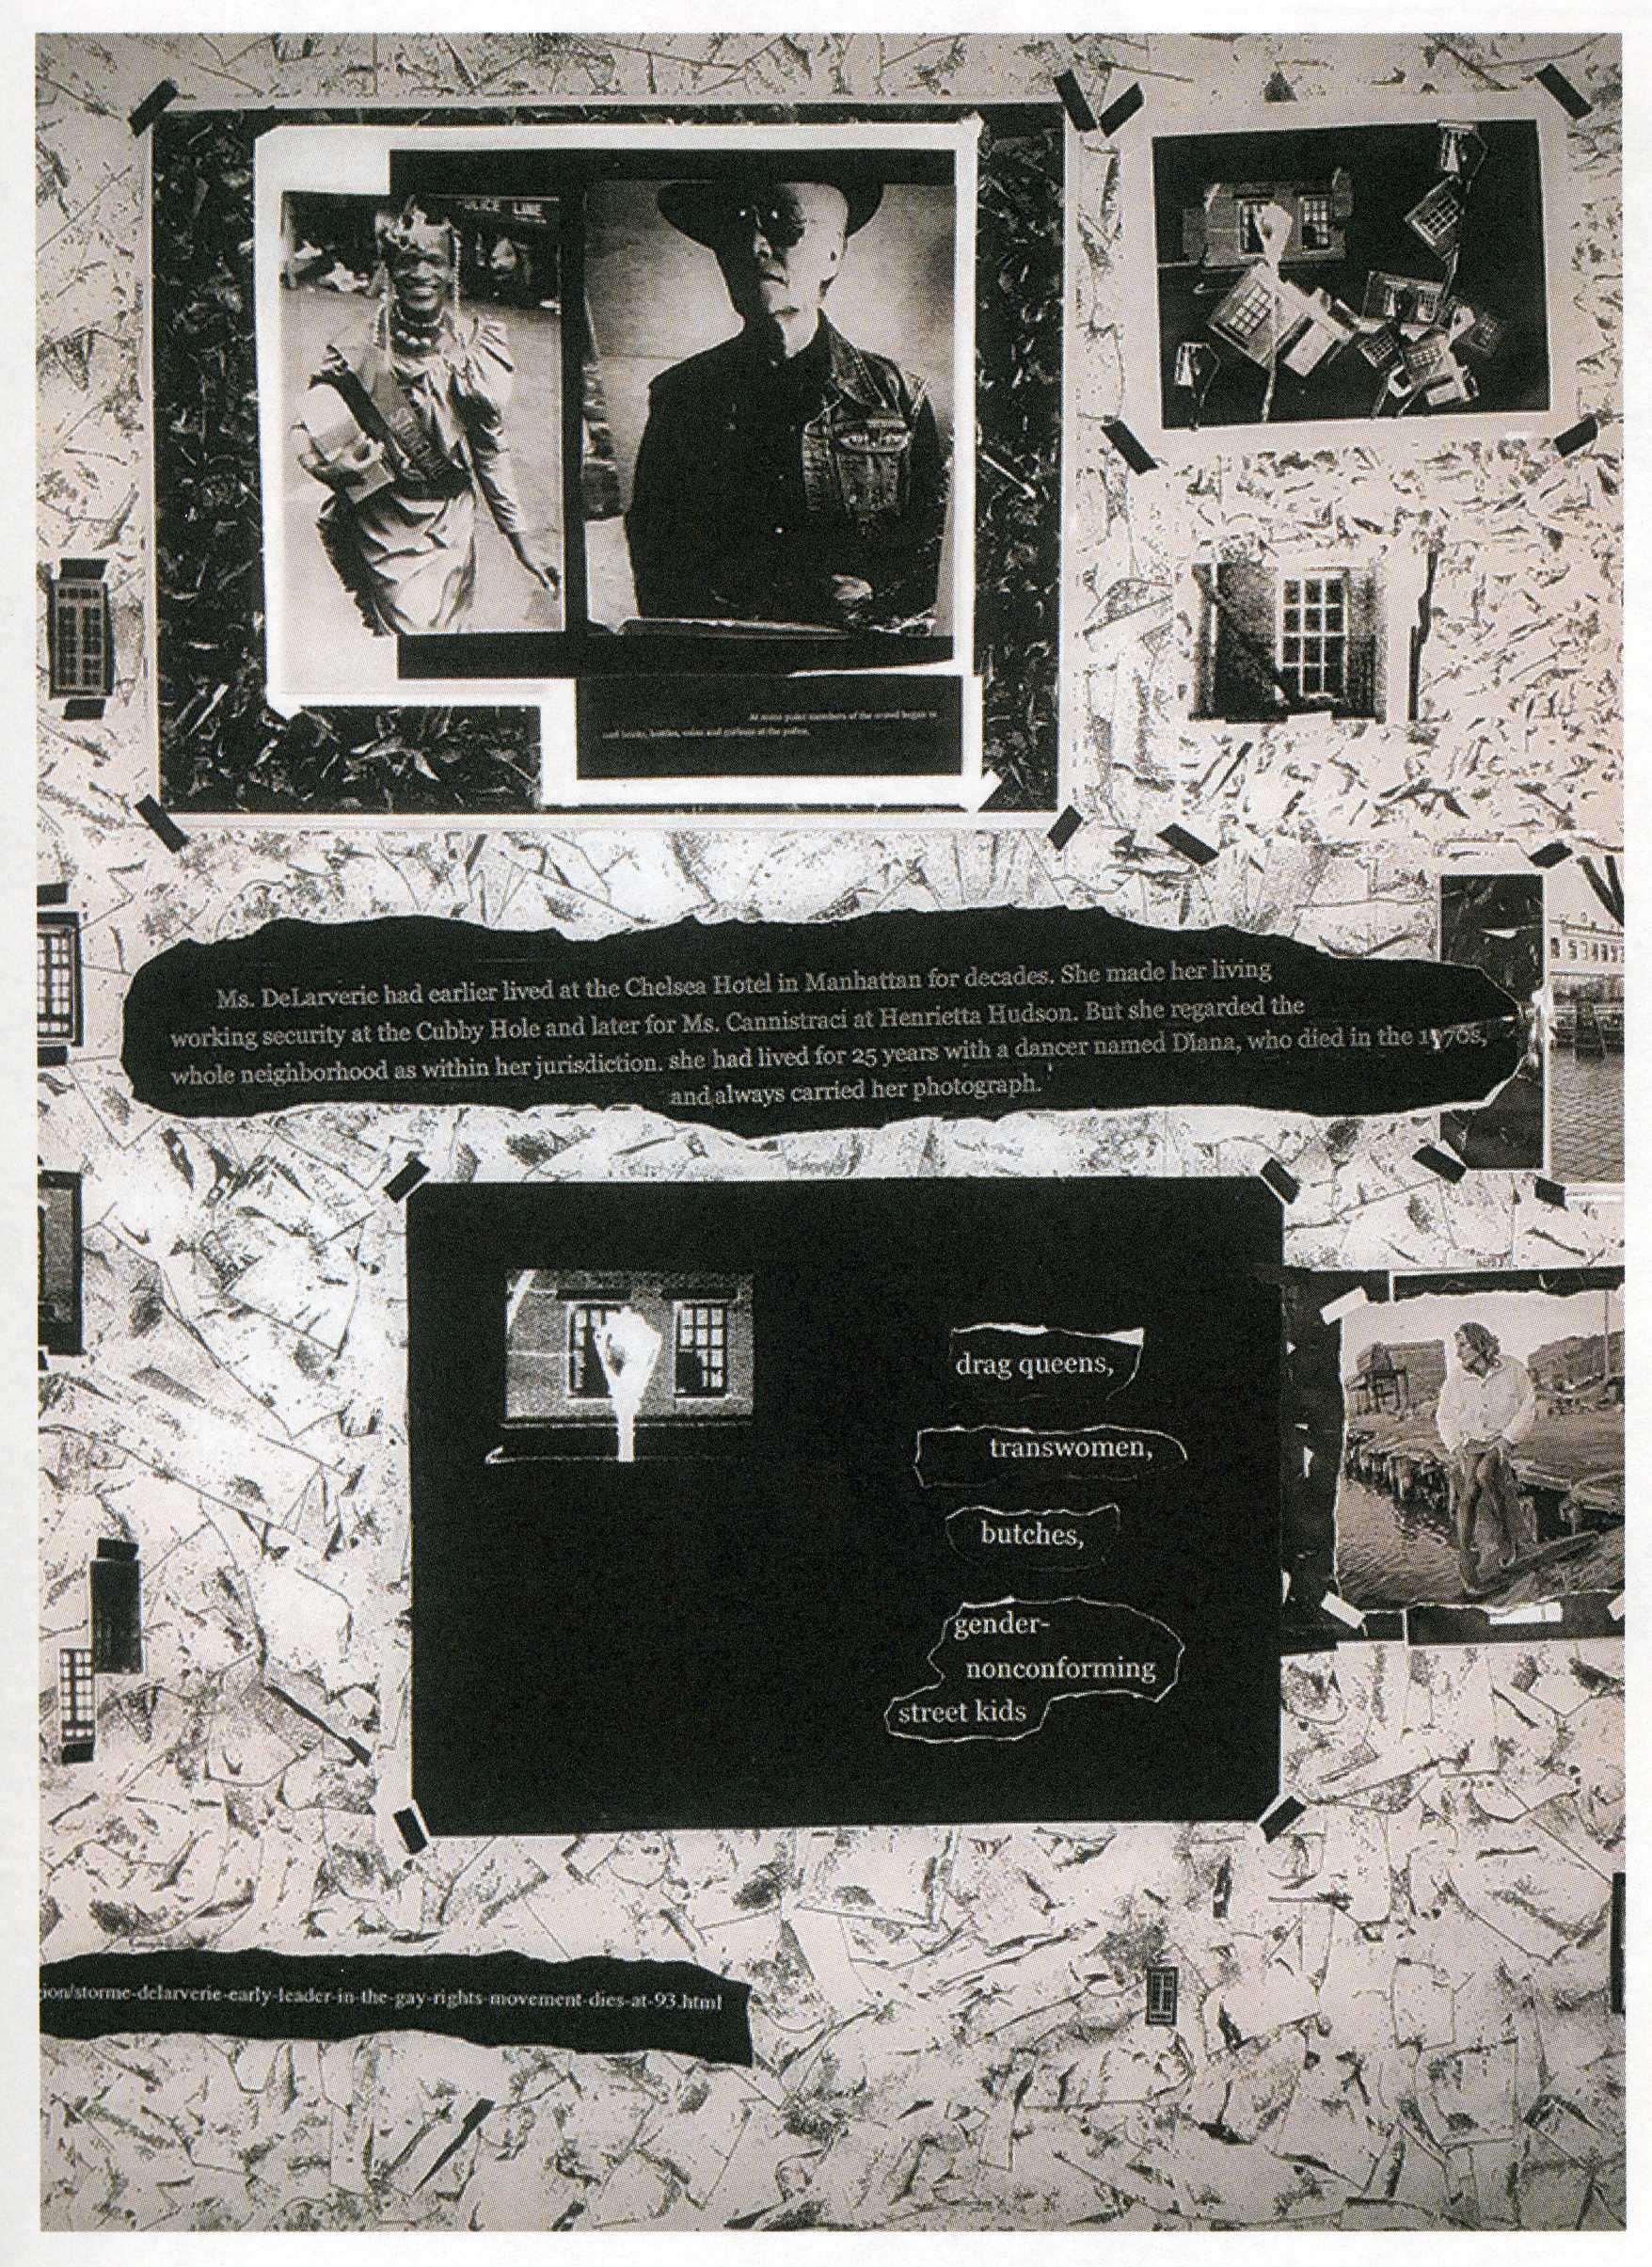 LICE LINE
At some point members of the crowd began to
hurl bricks, bottles, coins and garbage at the police,
Ms. DeLarverie had earlier lived at the Chelsea Hotel in Manhattan for decades. She made her living
working security at the Cubby Hole and later for Ms. Cannistraci at Henrietta Hudson. But she regarded the
whole neighborhood as within her jurisdiction. she had lived for 25 years with a dancer named Diana, who died in the 1970s,
and always carried her photograph.
drag queens,
transwomen,
butches,
gender-
nonconforming
street kids
ion/storme-delarverie-early-leader-in-the-gay-rights-movement-dies-at-93.html